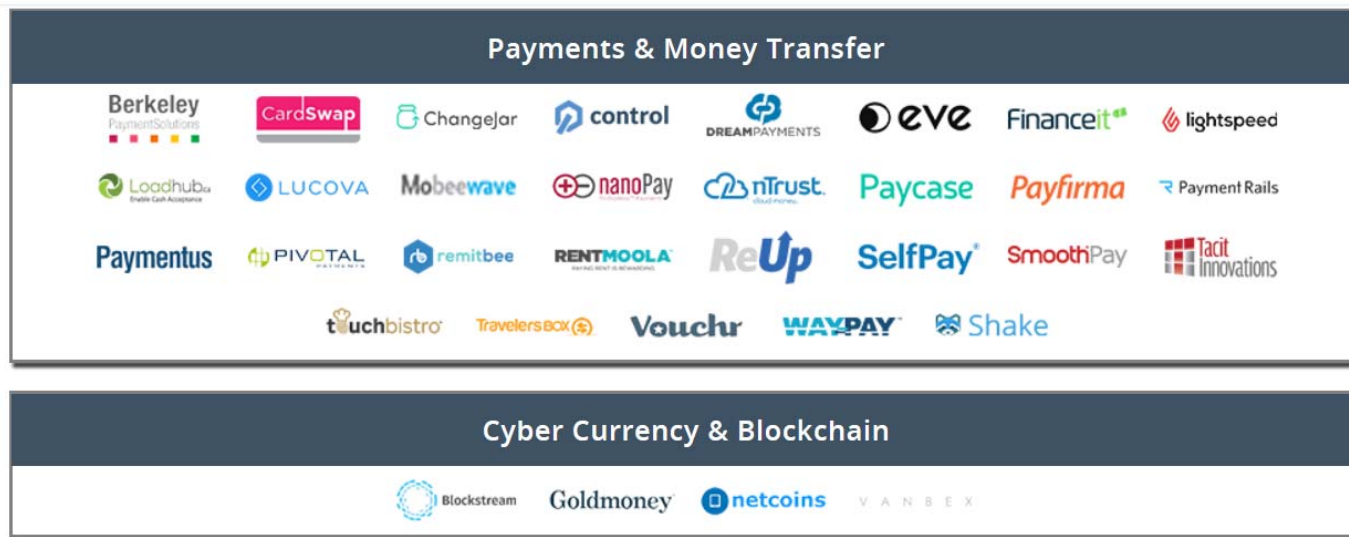 Payments & Money Transfer
Berkeley CardSwap ChangeJar control DREAMPAYMENTS eve Financeit lightspeed
PaymentSolutions
Loadhub LUCOVA Mobeewave nanoPay nTrust. Paycase Payfirma Payment Rails
Enable Cash Acceptance cloud money
Paymentus PIVOTAL remitbee RENTMOOLA ReUp SelfPay SmoothPay Tacit
PAYMENTS PAYING RENT IS REWARDING Innovations
touchbistro TravelersBOX Vouchr WAYPAY Shake
Cyber Currency & Blockchain
Blockstream Goldmoney netcoins VANBEX